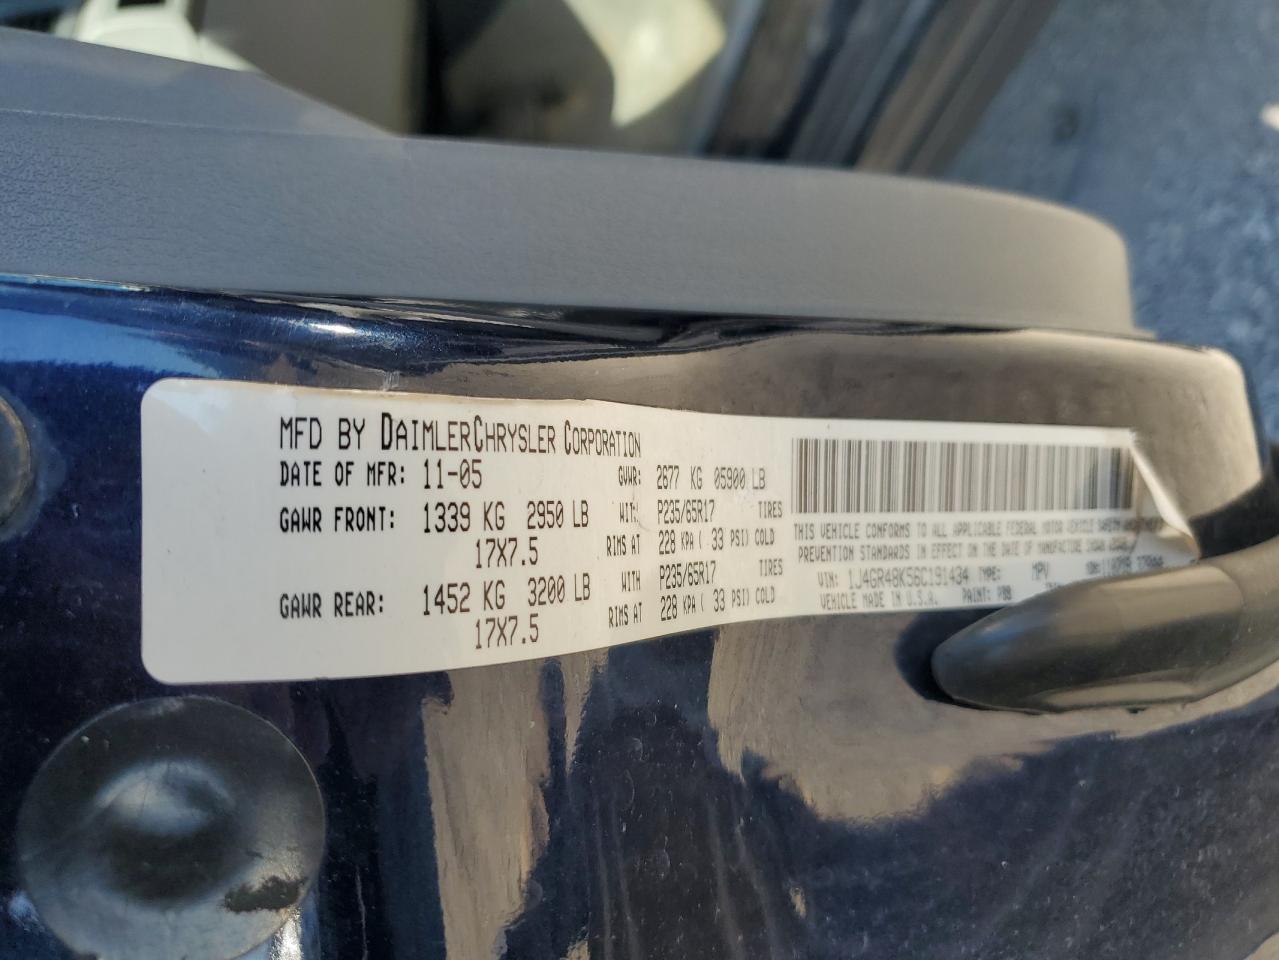 MFD BY DAIMLERCHRYSLER CORPORATION
DATE OF MFR: 11-05 GVWR: 2677 KG 05900 LB
GAWR FRONT: 1339 KG 2950 LB WITH P235/65R17 TIRES
17X7.5 RIMS AT 228 KPA ( 33 PSI) COLD
GAWR REAR: 1452 KG 3200 LB WITH P235/65R17 TIRES
17X7.5 RIMS AT 228 KPA ( 33 PSI) COLD
THIS VEHICLE CONFORMS TO ALL APPLICABLE FEDERAL MOTOR VEHICLE SAFETY
PREVENTION STANDARDS IN EFFECT ON THE DATE OF MANUFACTURE SHOWN ABOVE
VIN: 1J4GR48K56C191434 TYPE: MPV
VEHICLE MADE IN U.S.A. PAINT: